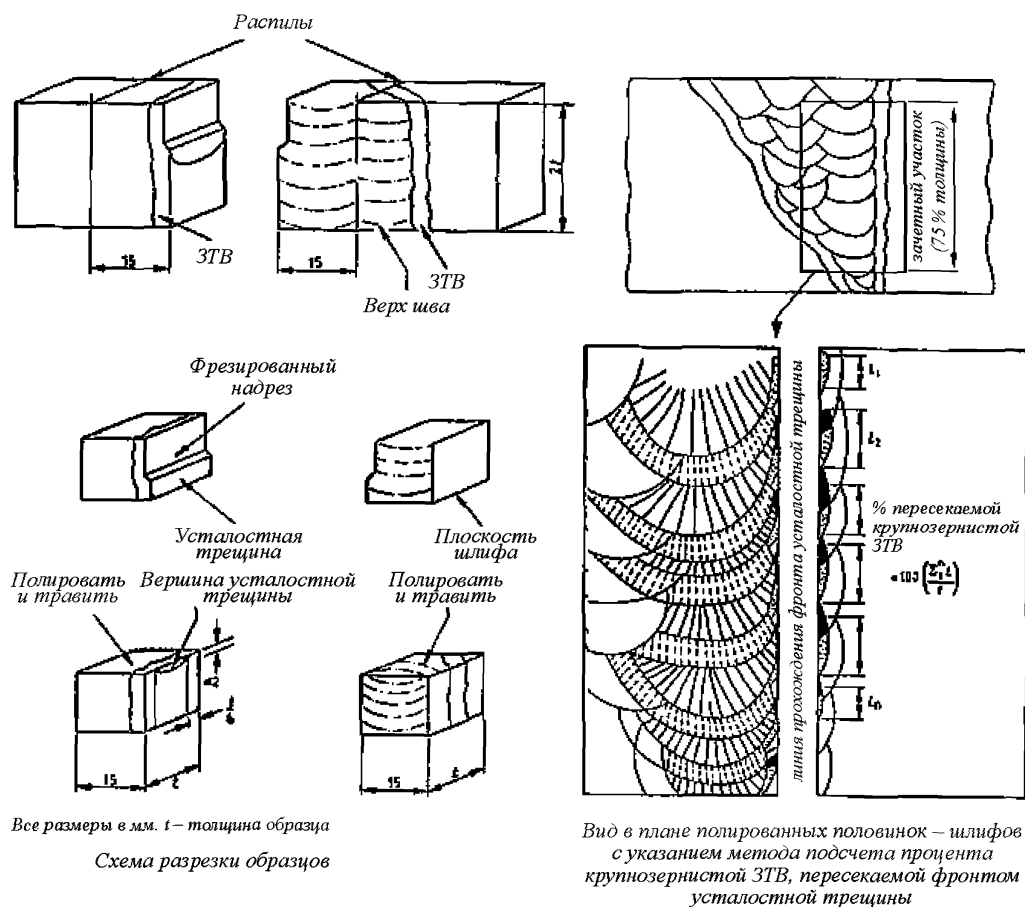 Распилы
15
ЗТВ
15
ЗТВ
Верх шва
2t
зачетный участок
(75 % толщины)
Фрезированный
надрез
Усталостная
трещина
Плоскость
шлифа
Полировать
и травить
Вершина усталостной
трещины
Полировать
и травить
15
t
15
t
Все размеры в мм. t – толщина образца
Схема разрезки образцов
линия прохождения фронта усталостной трещины
% пересекаемой
крупнозернистой
ЗТВ
Вид в плане полированных половинок – шлифов
с указанием метода подсчета процента
крупнозернистой ЗТВ, пересекаемой фронтом
усталостной трещины